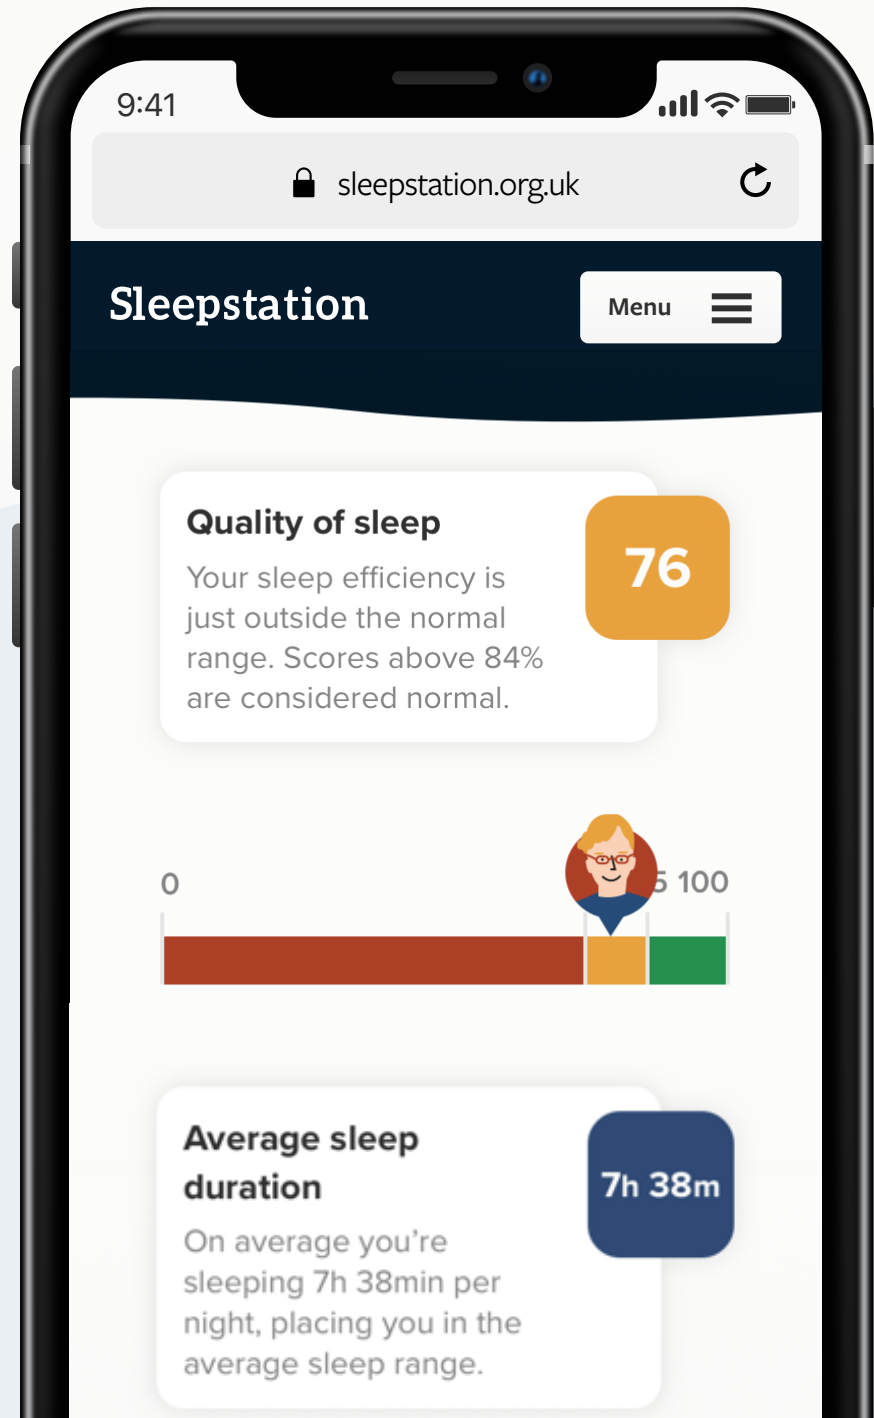 9:41
sleepstation.org.uk
Sleepstation
Menu
Quality of sleep
76
Your sleep efficiency is
just outside the normal
range. Scores above 84%
are considered normal.
0
5 100
Average sleep
duration
7h 38m
On average you’re
sleeping 7h 38min per
night, placing you in the
average sleep range.